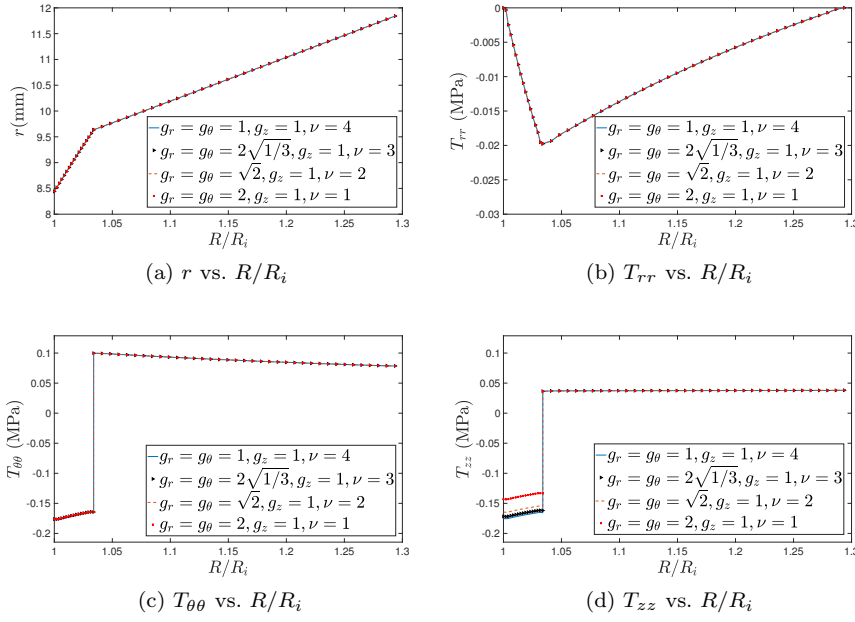 12
11.5
11
10.5
10
9.5
9
8.5
8
r(mm)
g_r = g_θ = 1, g_z = 1, ν = 4
g_r = g_θ = 2√1/3, g_z = 1, ν = 3
g_r = g_θ = √2, g_z = 1, ν = 2
g_r = g_θ = 2, g_z = 1, ν = 1
1 1.05 1.1 1.15 1.2 1.25 1.3
R/R_i
(a) r vs. R/R_i
0
-0.005
-0.01
-0.015
-0.02
-0.025
-0.03
T_rr (MPa)
g_r = g_θ = 1, g_z = 1, ν = 4
g_r = g_θ = 2√1/3, g_z = 1, ν = 3
g_r = g_θ = √2, g_z = 1, ν = 2
g_r = g_θ = 2, g_z = 1, ν = 1
1 1.05 1.1 1.15 1.2 1.25 1.3
R/R_i
(b) T_rr vs. R/R_i
0.1
0.05
0
-0.05
-0.1
-0.15
-0.2
T_θθ (MPa)
g_r = g_θ = 1, g_z = 1, ν = 4
g_r = g_θ = 2√1/3, g_z = 1, ν = 3
g_r = g_θ = √2, g_z = 1, ν = 2
g_r = g_θ = 2, g_z = 1, ν = 1
1 1.05 1.1 1.15 1.2 1.25 1.3
R/R_i
(c) T_θθ vs. R/R_i
0.1
0.05
0
-0.05
-0.1
-0.15
-0.2
T_zz (MPa)
g_r = g_θ = 1, g_z = 1, ν = 4
g_r = g_θ = 2√1/3, g_z = 1, ν = 3
g_r = g_θ = √2, g_z = 1, ν = 2
g_r = g_θ = 2, g_z = 1, ν = 1
1 1.05 1.1 1.15 1.2 1.25 1.3
R/R_i
(d) T_zz vs. R/R_i